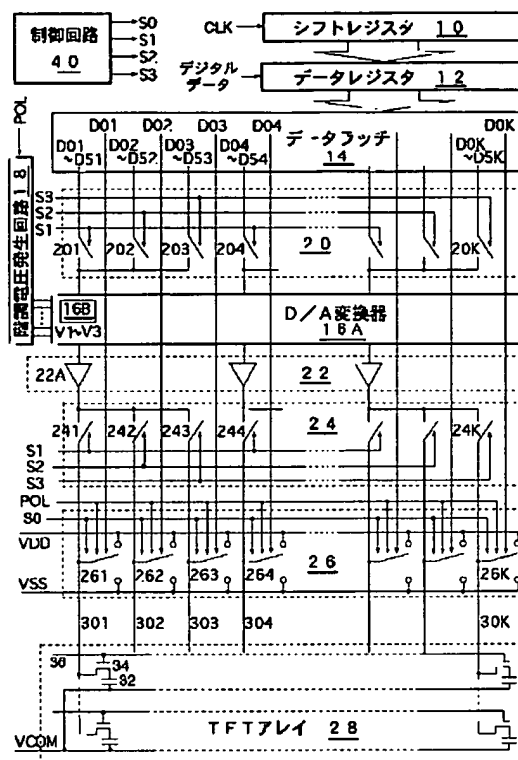 制御回路
40
S0
S1
S2
S3
CLK
シフトレジスタ 10
デジタル
データ
データレジスタ 12
POL
D01 D02 D03 D04 D0K
D01 D02 D03 D04 データラッチ D0K
~D51 ~D52 ~D53 ~D54 14 ~D5K
階調電圧発生回路 18
S3
S2
S1
201 202 203 204 20 20K
16B
V1~V3
D/A変換器
16A
22A 22
241 242 243 244 24 24K
S1
S2
S3
POL
S0
VDD
261 262 263 264 26 26K
VSS
301 302 303 304 30K
36
34
32
TFTアレイ 28
VCOM